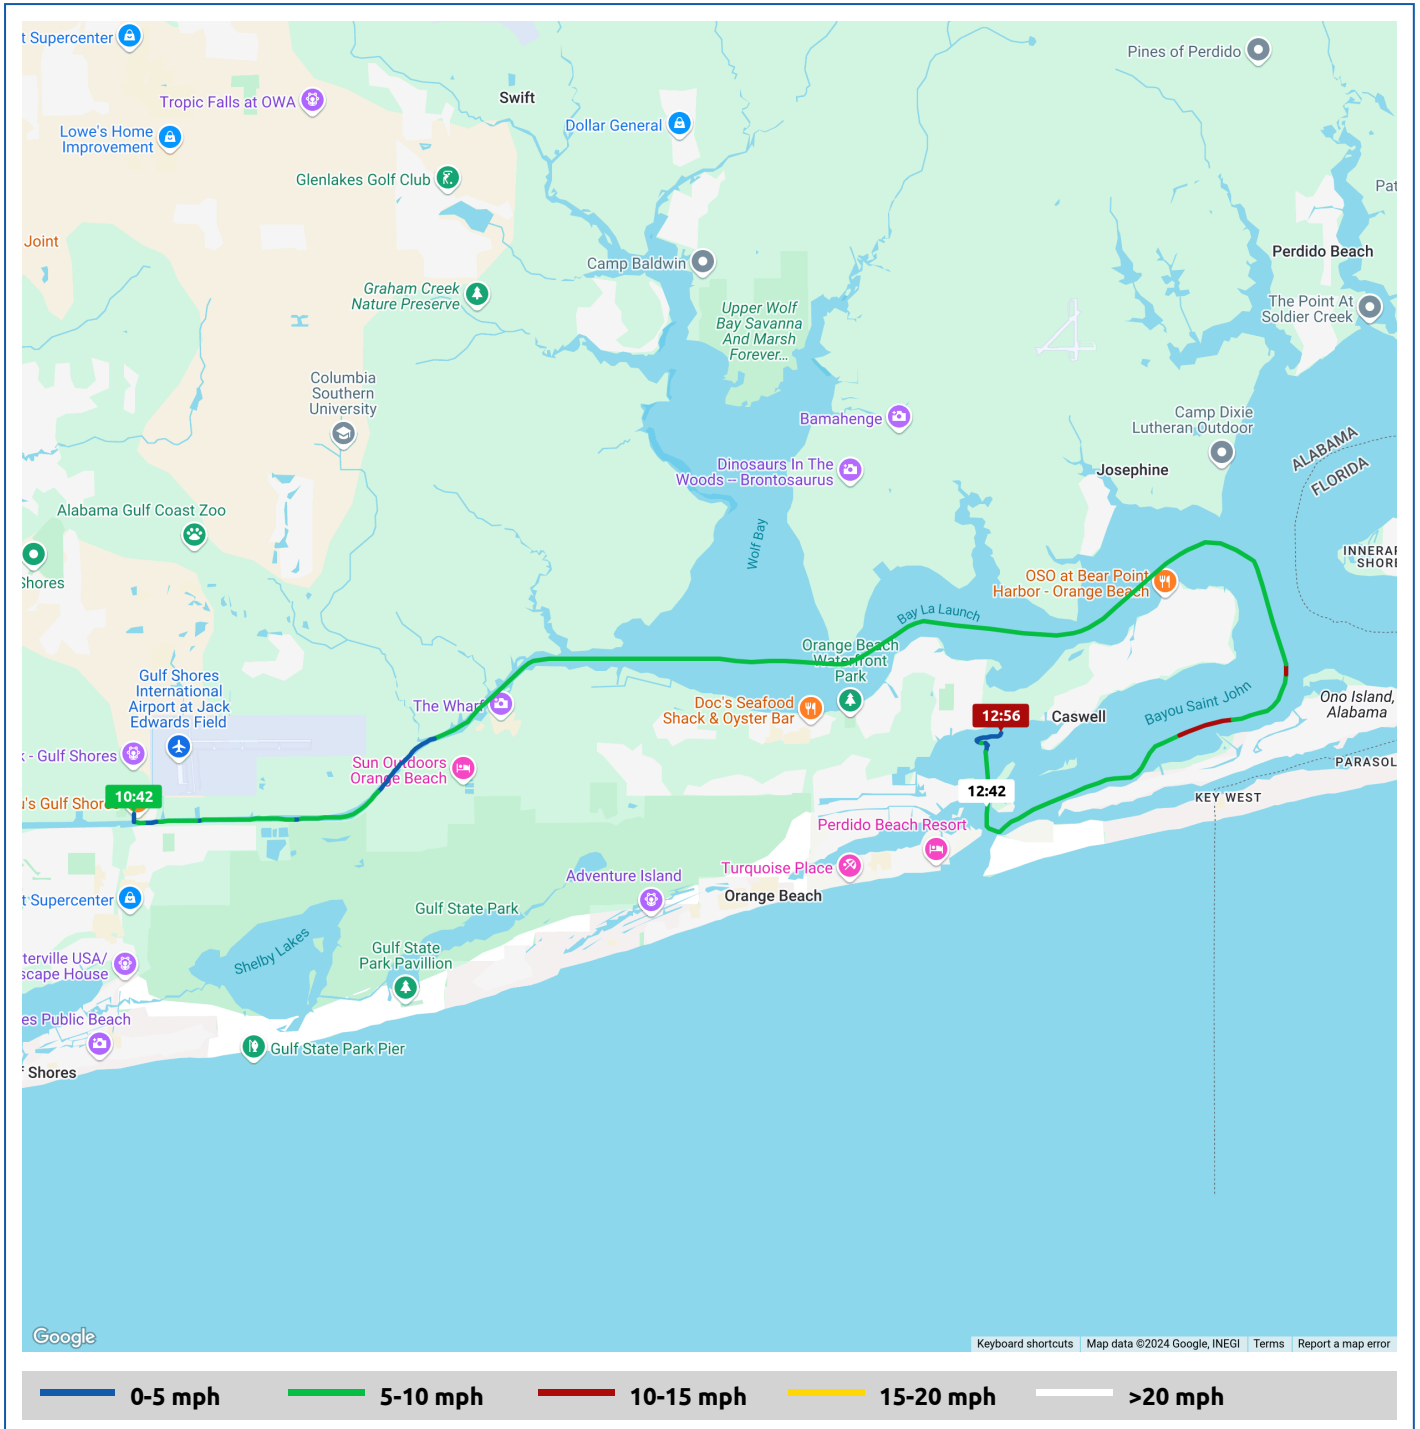 t Supercenter
Pines of Perdido
Tropic Falls at OWA
Swift
Dollar General
Lowe's Home
Improvement
Glenlakes Golf Club
Pat
Joint
Camp Baldwin
Perdido Beach
Graham Creek
Nature Preserve
The Point At
Soldier Creek
Upper Wolf
Bay Savanna
And Marsh
Forever...
Columbia
Southern
University
Bamahenge
Camp Dixie
Lutheran Outdoor
ALABAMA
FLORIDA
Dinosaurs In The
Woods – Brontosaurus
Josephine
Alabama Gulf Coast Zoo
Wolf Bay
INNERAR
SHORE
Shores
OSO at Bear Point
Harbor - Orange Beach
Bay La Launch
Orange Beach
Waterfront
Park
Gulf Shores
International
Airport at Jack
Edwards Field
The Wharf
Doc's Seafood
Shack & Oyster Bar
12:56
Caswell
Bayou Saint John
Ono Island,
Alabama
k - Gulf Shores
Sun Outdoors
Orange Beach
PARASOL
10:42
's Gulf Shor
12:42
KEY WEST
Perdido Beach Resort
Turquoise Place
Adventure Island
Orange Beach
t Supercenter
Gulf State Park
Shelby Lakes
Gulf State
Park Pavillion
terville USA/
scape House
es Public Beach
Gulf State Park Pier
f Shores
Google
Keyboard shortcuts
Map data ©2024 Google, INEGI
Terms
Report a map error
0-5 mph
5-10 mph
10-15 mph
15-20 mph
>20 mph